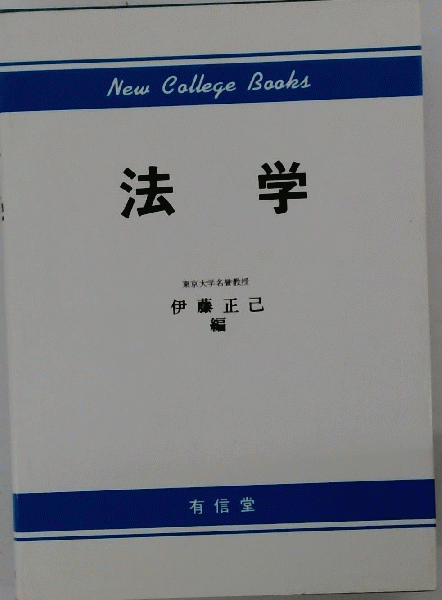 New College Books
法学
東京大学名誉教授
伊藤正己
編
有信堂